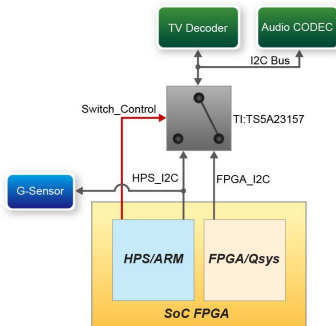 TV Decoder
Audio CODEC
I2C Bus
Switch_Control
TI:TS5A23157
HPS_I2C
FPGA_I2C
G-Sensor
HPS/ARM
FPGA/Qsys
SoC FPGA